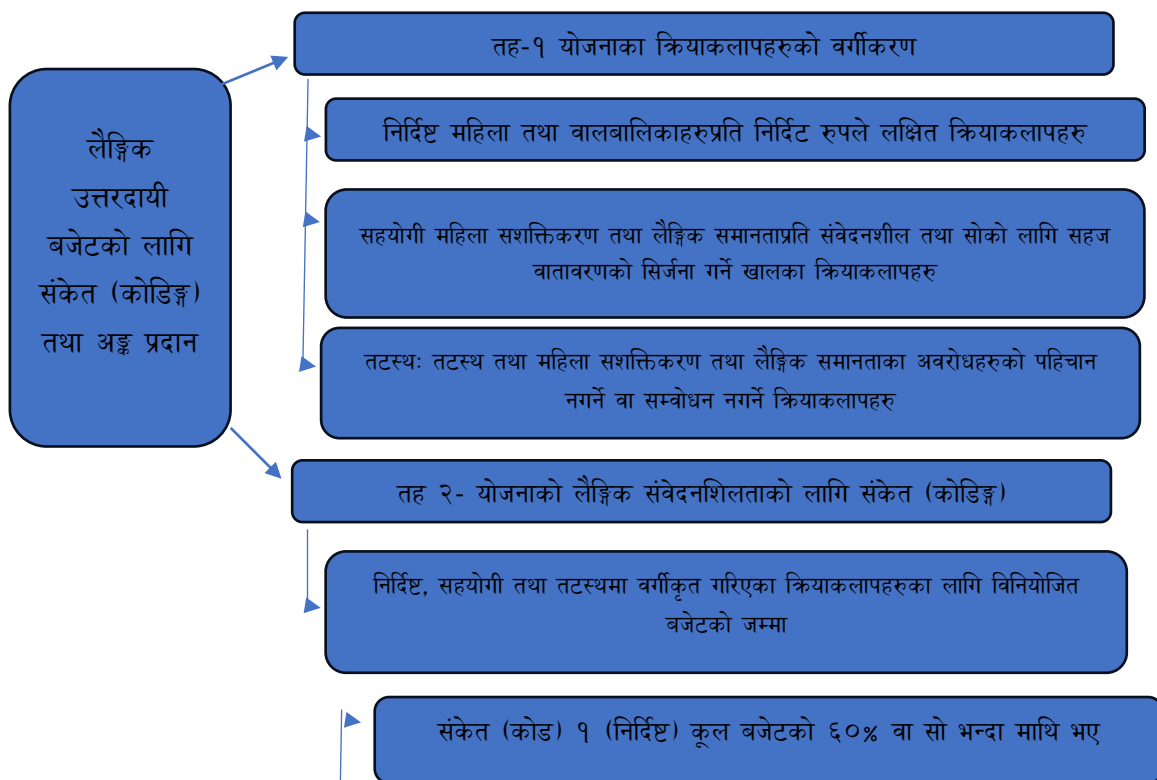 लैङ्गिक
उत्तरदायी
बजेटको लागि
संकेत (कोडिङ्ग)
तथा अङ्क प्रदान
तह-१ योजनाका क्रियाकलापहरुको वर्गीकरण
निर्दिष्ट महिला तथा वालबालिकाहरुप्रति निर्दिट रुपले लक्षित क्रियाकलापहरु
सहयोगी महिला सशक्तिकरण तथा लैङ्गिक समानताप्रति संवेदनशील तथा सोको लागि सहज
वातावरणको सिर्जना गर्ने खालका क्रियाकलापहरु
तटस्थः तटस्थ तथा महिला सशक्तिकरण तथा लैङ्गिक समानताका अवरोधहरुको पहिचान
नगर्ने वा सम्वोधन नगर्ने क्रियाकलापहरु
तह २- योजनाको लैङ्गिक संवेदनशिलताको लागि संकेत (कोडिङ्ग)
निर्दिष्ट, सहयोगी तथा तटस्थमा वर्गीकृत गरिएका क्रियाकलापहरुका लागि विनियोजित
बजेटको जम्मा
संकेत (कोड) १ (निर्दिष्ट) कूल बजेटको ६०% वा सो भन्दा माथि भए